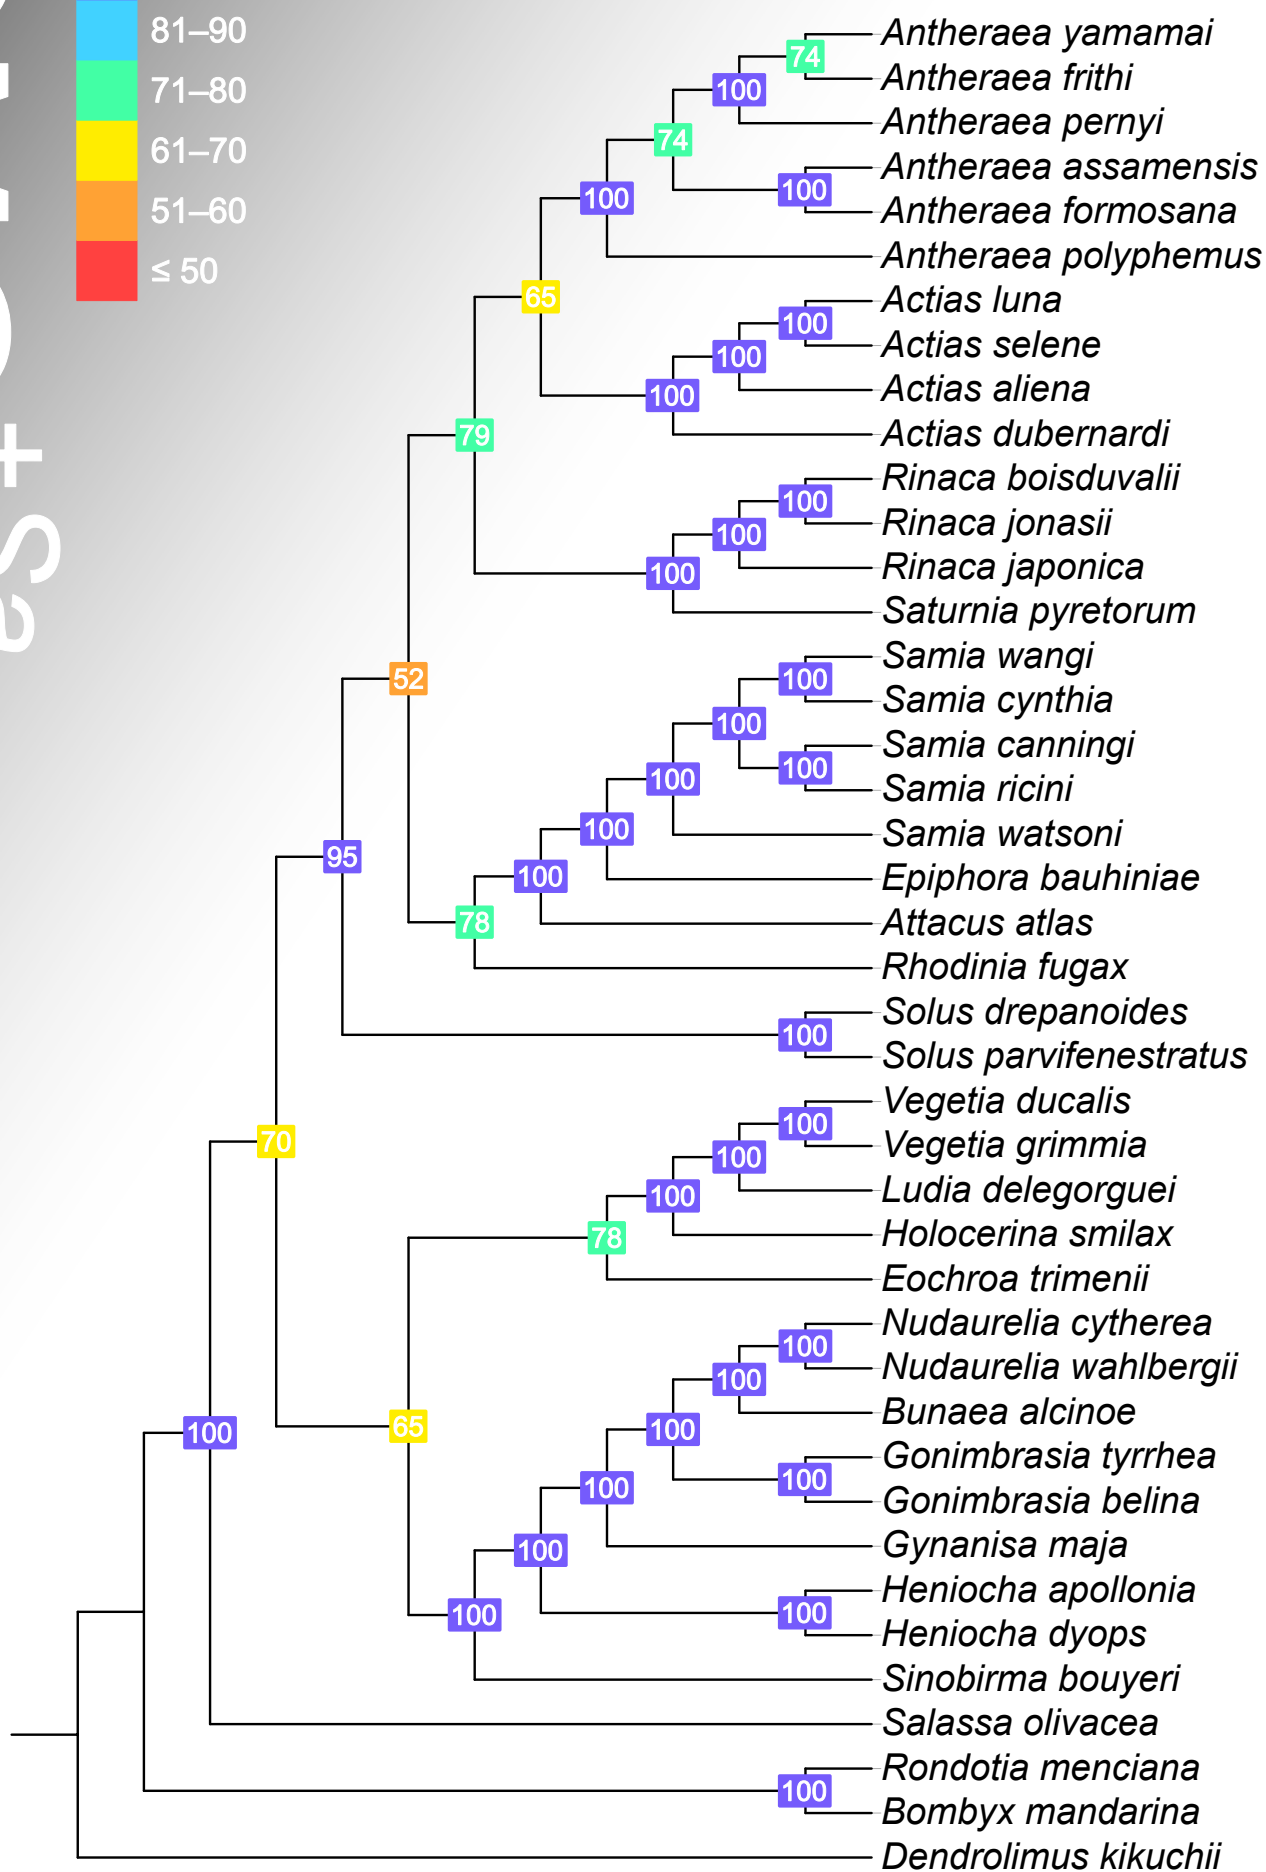 81–90
71–80
61–70
51–60
≤ 50
Antheraea yamamai
74
Antheraea frithi
100
Antheraea pernyi
74
Antheraea assamensis
100
100
Antheraea formosana
Antheraea polyphemus
65
Actias luna
100
Actias selene
100
Actias aliena
100
Actias dubernardi
79
Rinaca boisduvalii
100
Rinaca jonasii
100
Rinaca japonica
100
Saturnia pyretorum
Samia wangi
52
100
Samia cynthia
100
Samia canningi
100
100
Samia ricini
100
Samia watsoni
95
100
Epiphora bauhiniae
78
Attacus atlas
Rhodinia fugax
Solus drepanoides
100
Solus parvifenestratus
Vegetia ducalis
100
70
Vegetia grimmia
100
Ludia delegorguei
100
Holocerina smilax
78
Eochroa trimenii
Nudaurelia cytherea
100
Nudaurelia wahlbergii
100
Bunaea alcinoe
65
100
100
Gonimbrasia tyrrhea
100
100
Gonimbrasia belina
Gynanisa maja
100
Heniocha apollonia
100
100
Heniocha dyops
Sinobirma bouyeri
Salassa olivacea
Rondotia menciana
100
Bombyx mandarina
Dendrolimus kikuchii